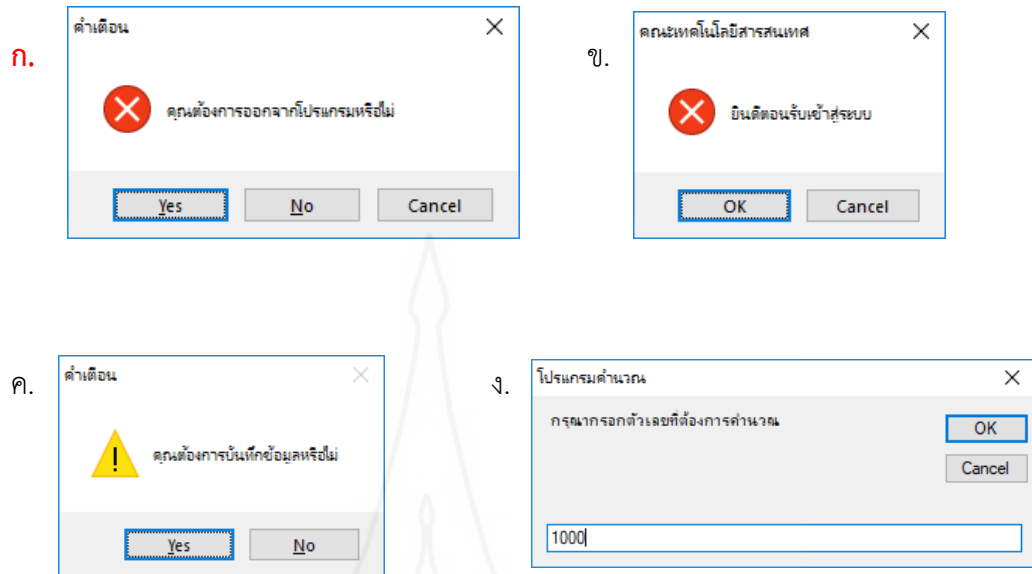 ก.
คำเตือน
คุณต้องการออกจากโปรแกรมหรือไม่
Yes No Cancel
ข.
คณะเทคโนโลยีสารสนเทศ
ยินดีตอนรับเข้าสู่ระบบ
OK Cancel
ค.
คำเตือน
คุณต้องการบันทึกข้อมูลหรือไม่
Yes No
ง.
โปรแกรมคำนวณ
กรุณากรอกตัวเลขที่ต้องการคำนวณ
OK
Cancel
1000